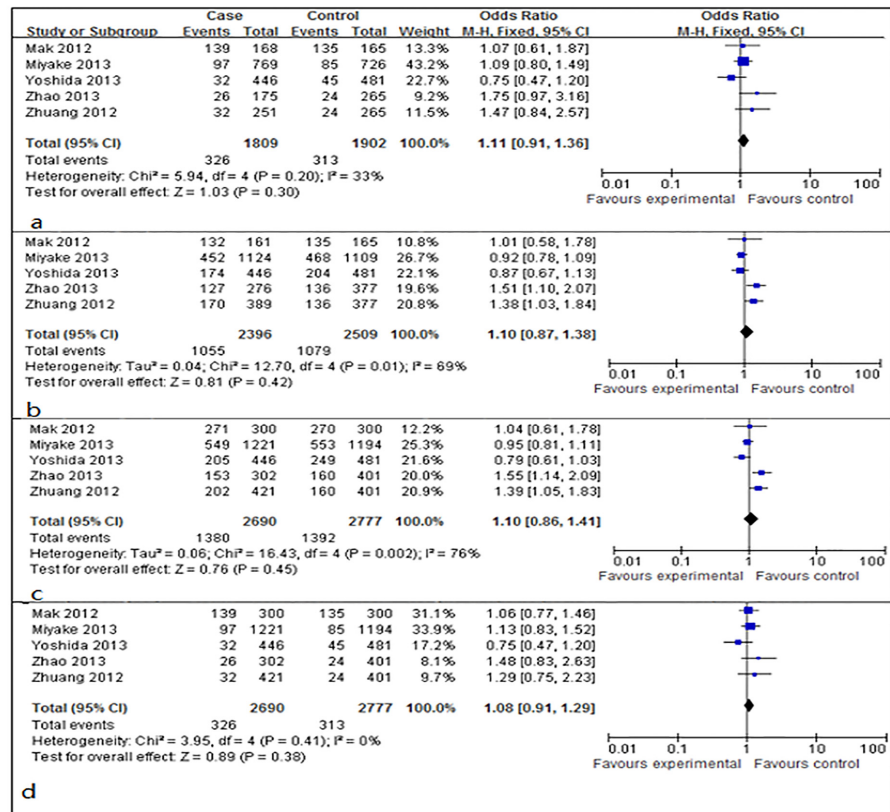 Case Control Odds Ratio Odds Ratio
Study or Subgroup Events Total Events Total Weight M-H, Fixed, 95% CI M-H, Fixed, 95% CI
Mak 2012 139 168 135 165 13.3% 1.07 [0.61, 1.87]
Miyake 2013 97 769 85 726 43.2% 1.09 [0.80, 1.49]
Yoshida 2013 32 446 45 481 22.7% 0.75 [0.47, 1.20]
Zhao 2013 26 175 24 265 9.2% 1.75 [0.97, 3.16]
Zhuang 2012 32 251 24 265 11.5% 1.47 [0.84, 2.57]
Total (95% CI) 1809 1902 100.0% 1.11 [0.91, 1.36]
Total events 326 313
Heterogeneity: Chi² = 5.94, df = 4 (P = 0.20); I² = 33%
Test for overall effect: Z = 1.03 (P = 0.30)
0.01 0.1 1 10 100
Favours experimental Favours control
a
Mak 2012 132 161 135 165 10.8% 1.01 [0.58, 1.78]
Miyake 2013 452 1124 468 1109 26.7% 0.92 [0.78, 1.09]
Yoshida 2013 174 446 204 481 22.1% 0.87 [0.67, 1.13]
Zhao 2013 127 276 136 377 19.6% 1.51 [1.10, 2.07]
Zhuang 2012 170 389 136 377 20.8% 1.38 [1.03, 1.84]
Total (95% CI) 2396 2509 100.0% 1.10 [0.87, 1.38]
Total events 1055 1079
Heterogeneity: Tau² = 0.04; Chi² = 12.70, df = 4 (P = 0.01); I² = 69%
Test for overall effect: Z = 0.81 (P = 0.42)
0.01 0.1 1 10 100
Favours experimental Favours control
b
Mak 2012 271 300 270 300 12.2% 1.04 [0.61, 1.78]
Miyake 2013 549 1221 553 1194 25.3% 0.95 [0.81, 1.11]
Yoshida 2013 205 446 249 481 21.6% 0.79 [0.61, 1.03]
Zhao 2013 153 302 160 401 20.0% 1.55 [1.14, 2.09]
Zhuang 2012 202 421 160 401 20.9% 1.39 [1.05, 1.83]
Total (95% CI) 2690 2777 100.0% 1.10 [0.86, 1.41]
Total events 1380 1392
Heterogeneity: Tau² = 0.06; Chi² = 16.43, df = 4 (P = 0.002); I² = 76%
Test for overall effect: Z = 0.76 (P = 0.45)
0.01 0.1 1 10 100
Favours experimental Favours control
c
Mak 2012 139 300 135 300 31.1% 1.06 [0.77, 1.46]
Miyake 2013 97 1221 85 1194 33.9% 1.13 [0.83, 1.52]
Yoshida 2013 32 446 45 481 17.2% 0.75 [0.47, 1.20]
Zhao 2013 26 302 24 401 8.1% 1.48 [0.83, 2.63]
Zhuang 2012 32 421 24 401 9.7% 1.29 [0.75, 2.23]
Total (95% CI) 2690 2777 100.0% 1.08 [0.91, 1.29]
Total events 326 313
Heterogeneity: Chi² = 3.95, df = 4 (P = 0.41); I² = 0%
Test for overall effect: Z = 0.89 (P = 0.38)
0.01 0.1 1 10 100
Favours experimental Favours control
d